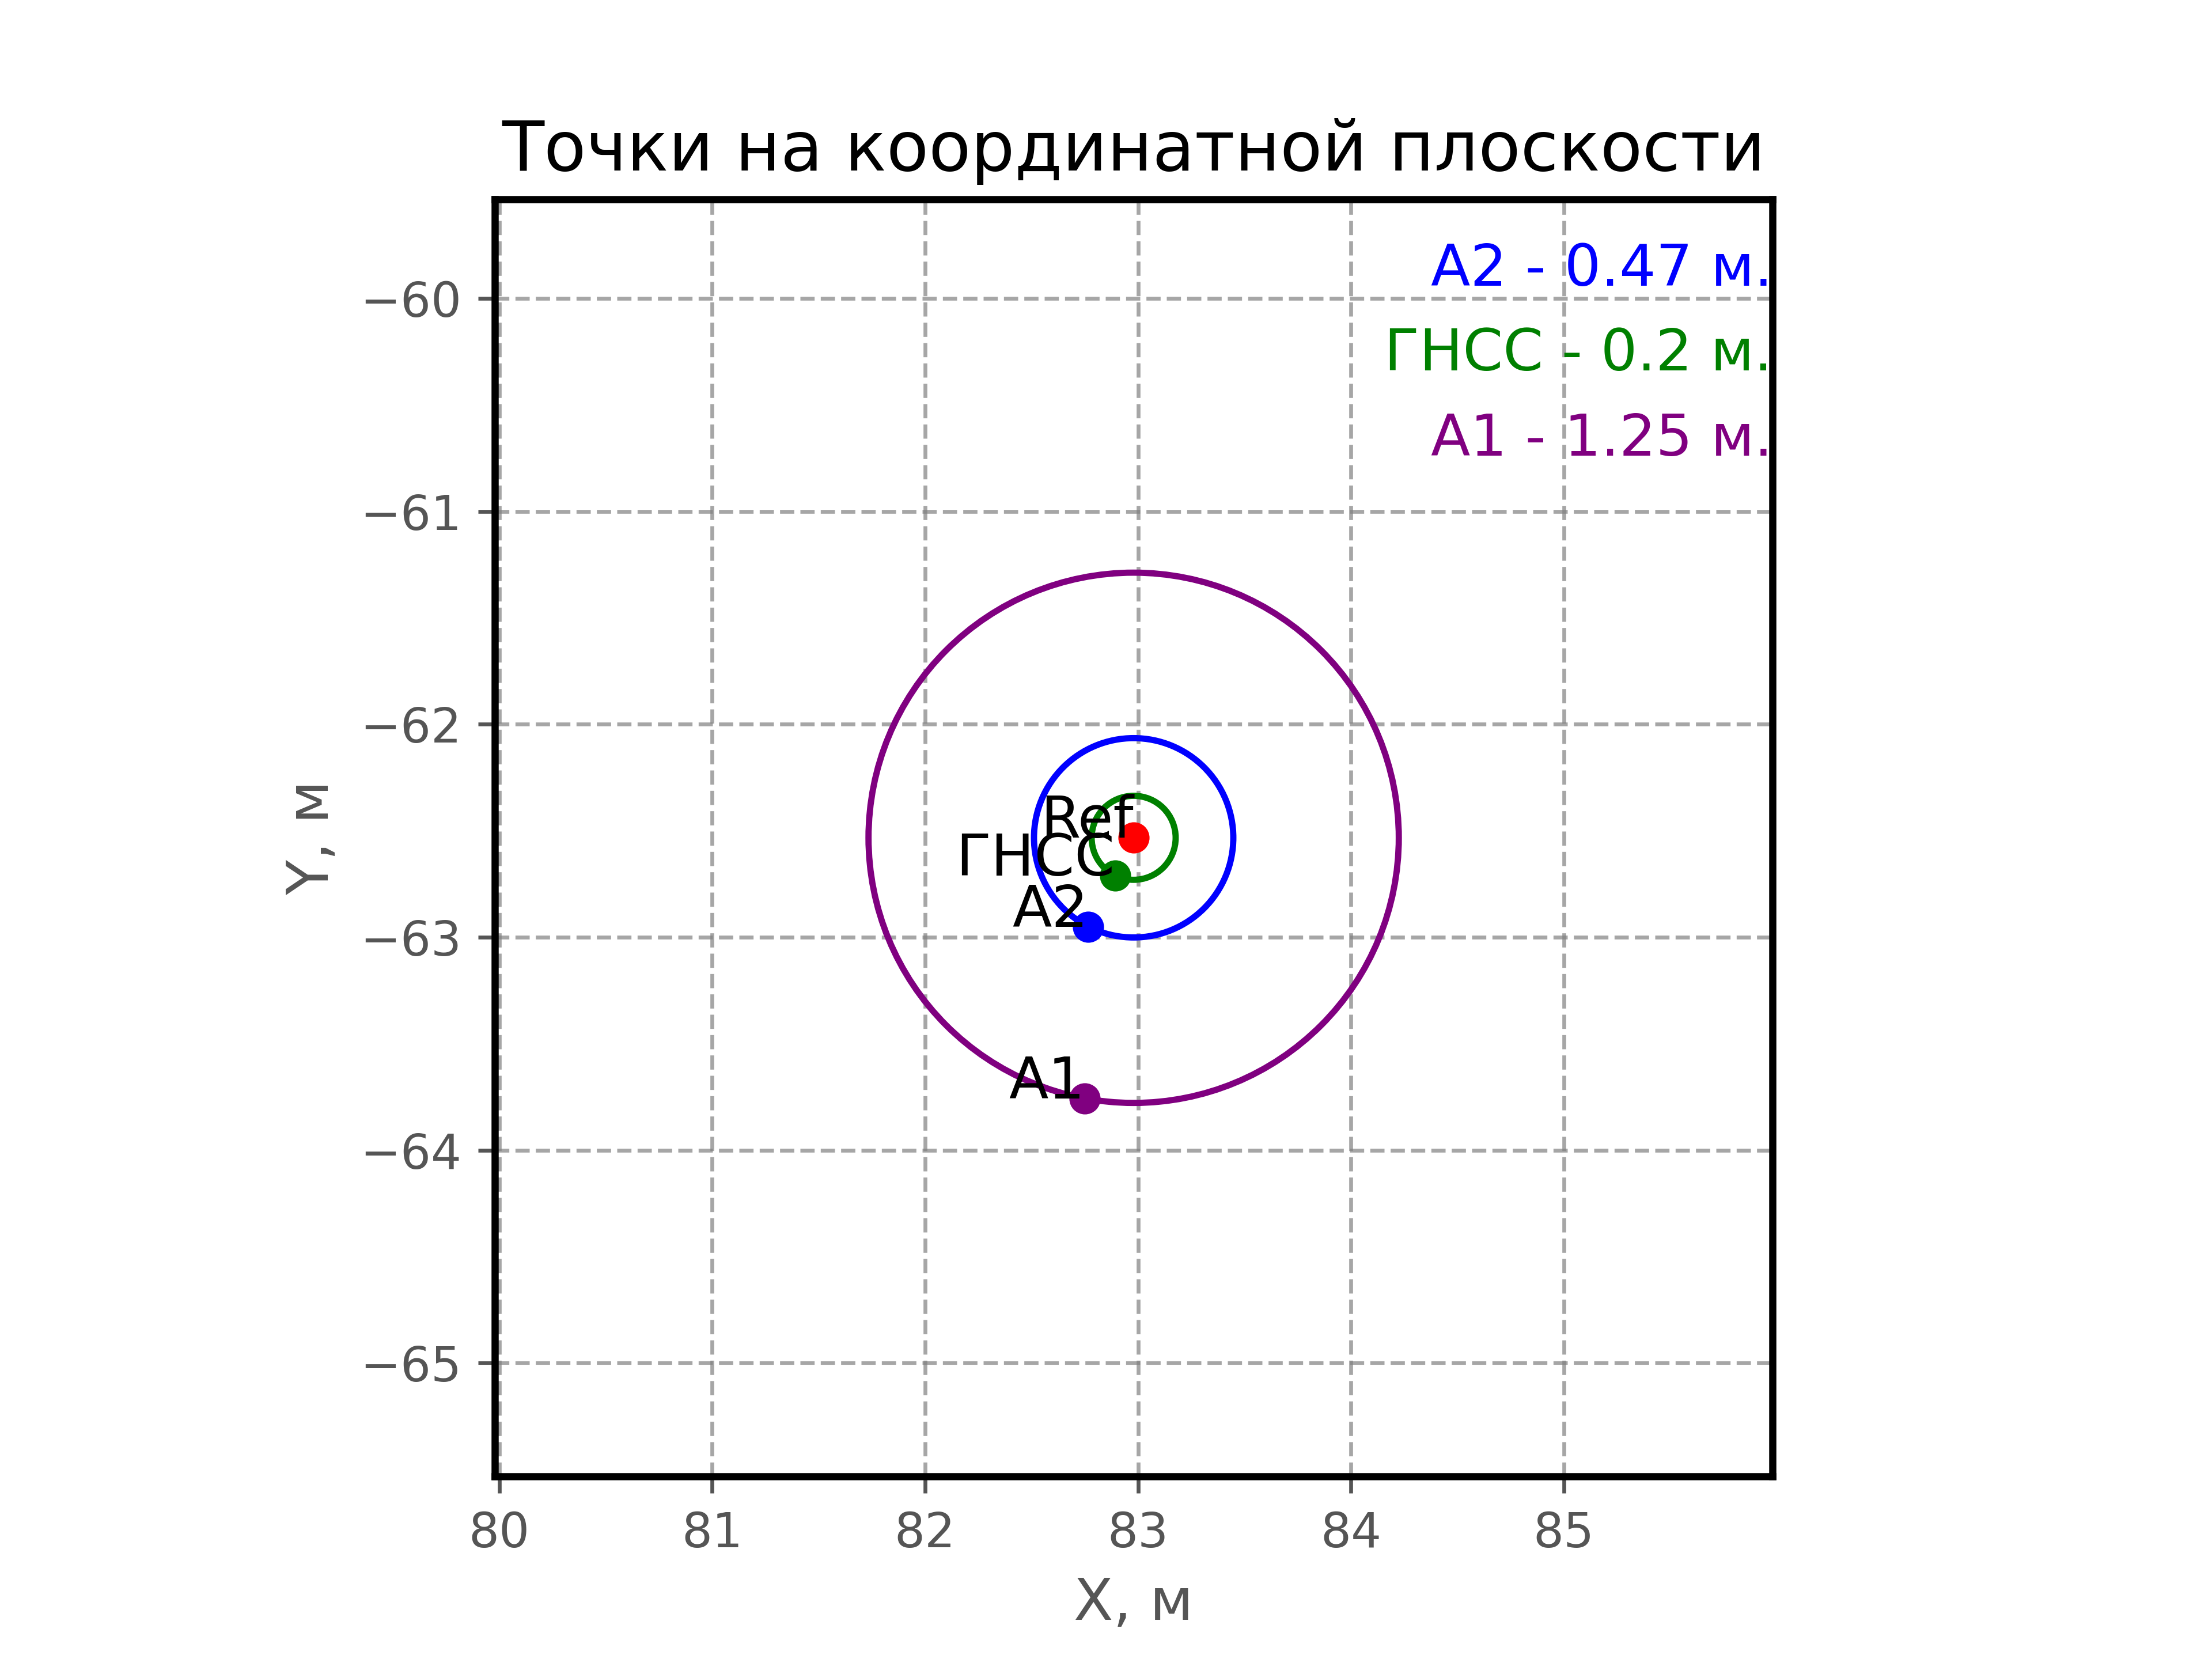 Точки на координатной плоскости
A2 - 0.47 м.
ГНСС - 0.2 м.
A1 - 1.25 м.
−60
−61
−62
−63
−64
−65
Y, м
Ref
ГНСС
A2
A1
80 81 82 83 84 85
X, м